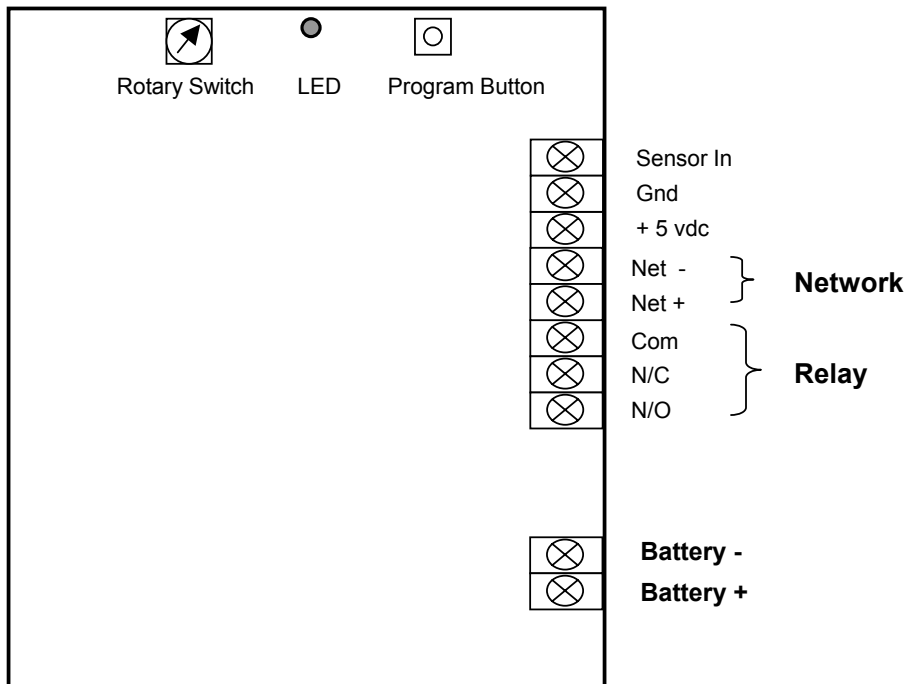 Rotary Switch LED Program Button
Sensor In
Gnd
+ 5 vdc
Net -
Network
Net +
Com
N/C
Relay
N/O
Battery -
Battery +